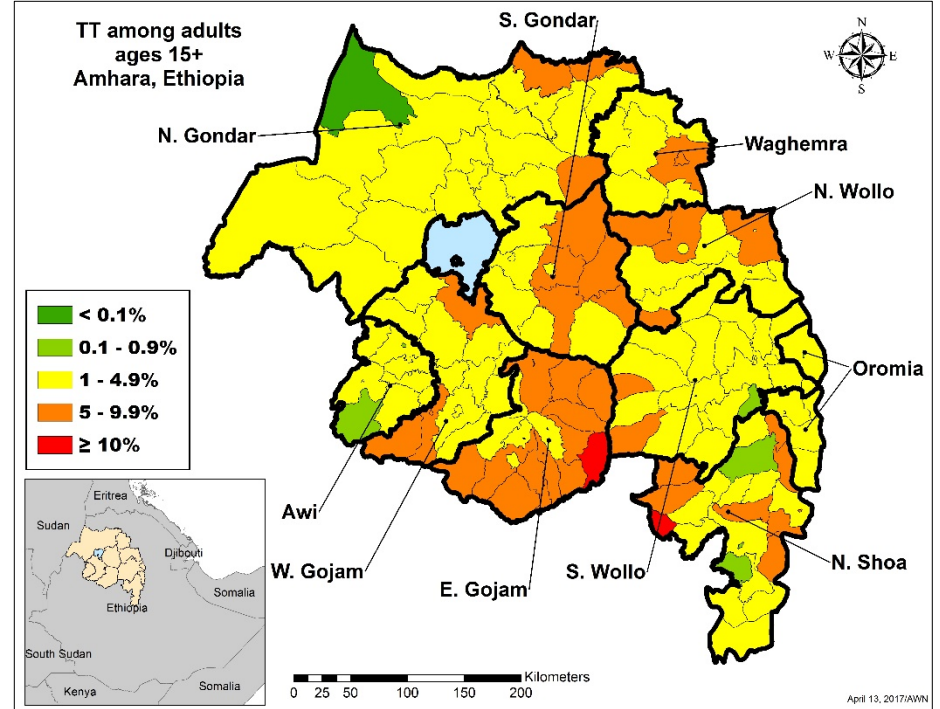 TT among adults
ages 15+
Amhara, Ethiopia
S. Gondar
N
W
E
S
N. Gondar
Waghemra
N. Wollo
< 0.1%
0.1 - 0.9%
1 - 4.9%
5 - 9.9%
≥ 10%
Oromia
Awi
W. Gojam
E. Gojam
S. Wollo
N. Shoa
Eritrea
Sudan
Djibouti
Somalia
Ethiopia
South Sudan
Kenya
Somalia
Kilometers
0 25 50 100 150 200
April 13, 2017/AWN